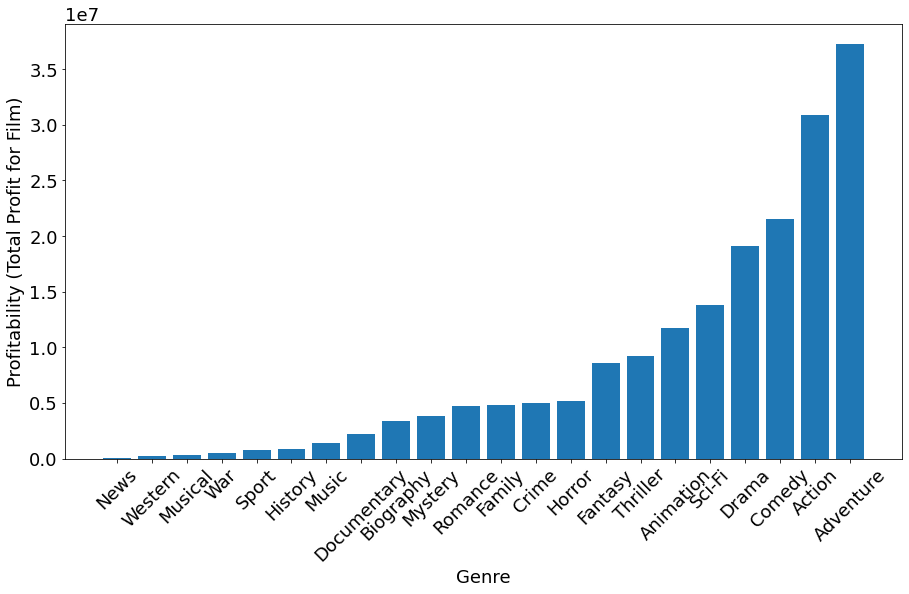 1e7
3.5
3.0
2.5
2.0
1.5
1.0
0.5
0.0
Profitability (Total Profit for Film)
News
Western
Musical
War
Sport
History
Music
Documentary
Biography
Mystery
Romance
Family
Crime
Horror
Fantasy
Thriller
Animation
Sci-Fi
Drama
Comedy
Action
Adventure
Genre